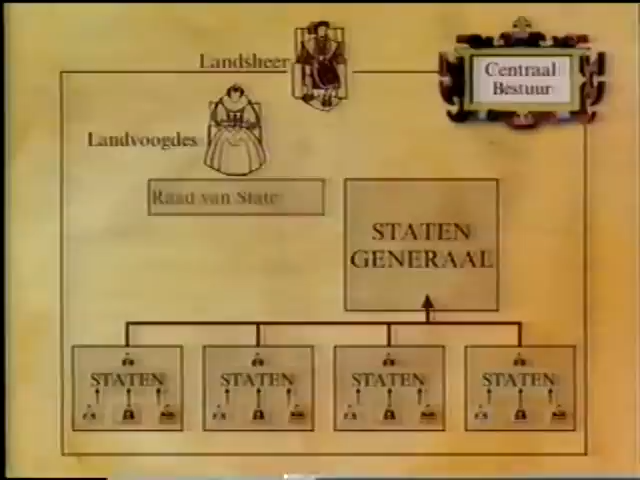 Landsheer
Centraal
Bestuur
Landvoogdes
Raad van State
STATEN
GENERAAL
STATEN
STATEN
STATEN
STATEN